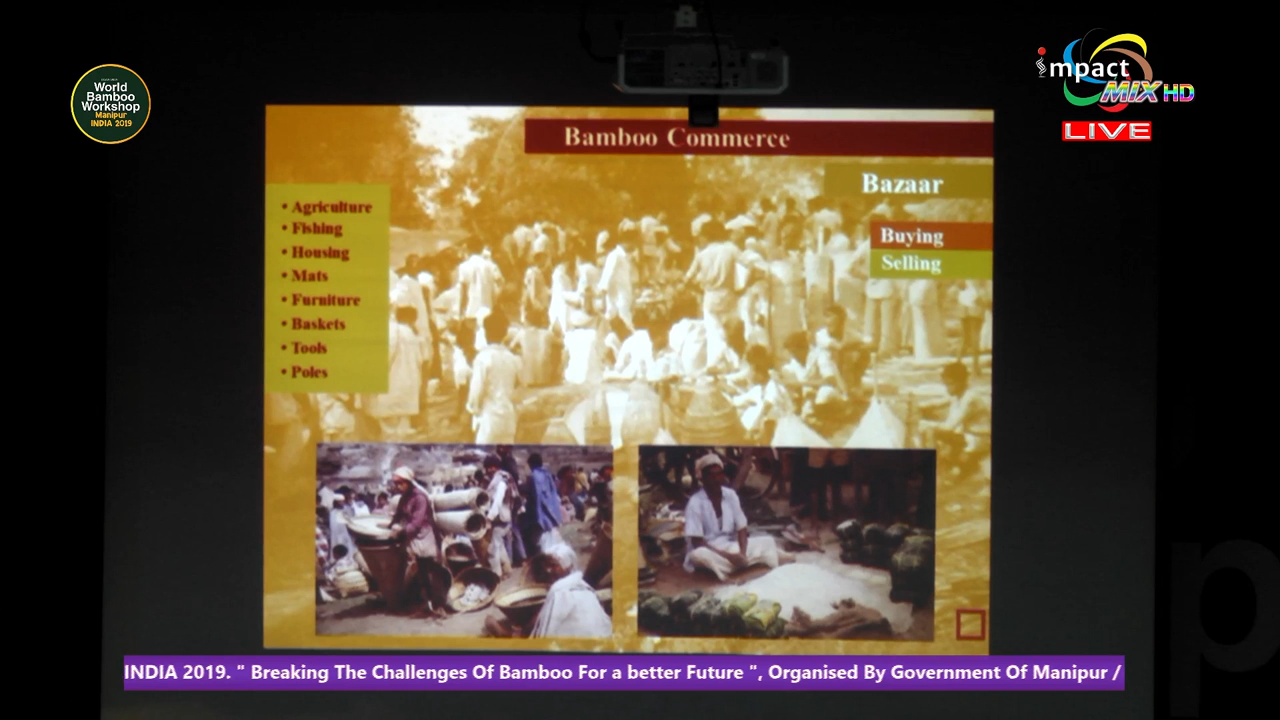 World
Bamboo
Workshop
Manipur
INDIA 2019
impact
MIX HD
LIVE
Bamboo Commerce
Bazaar
Buying
Selling
• Agriculture
• Fishing
• Housing
• Mats
• Furniture
• Baskets
• Tools
• Poles
INDIA 2019. " Breaking The Challenges Of Bamboo For a better Future ", Organised By Government Of Manipur /
p